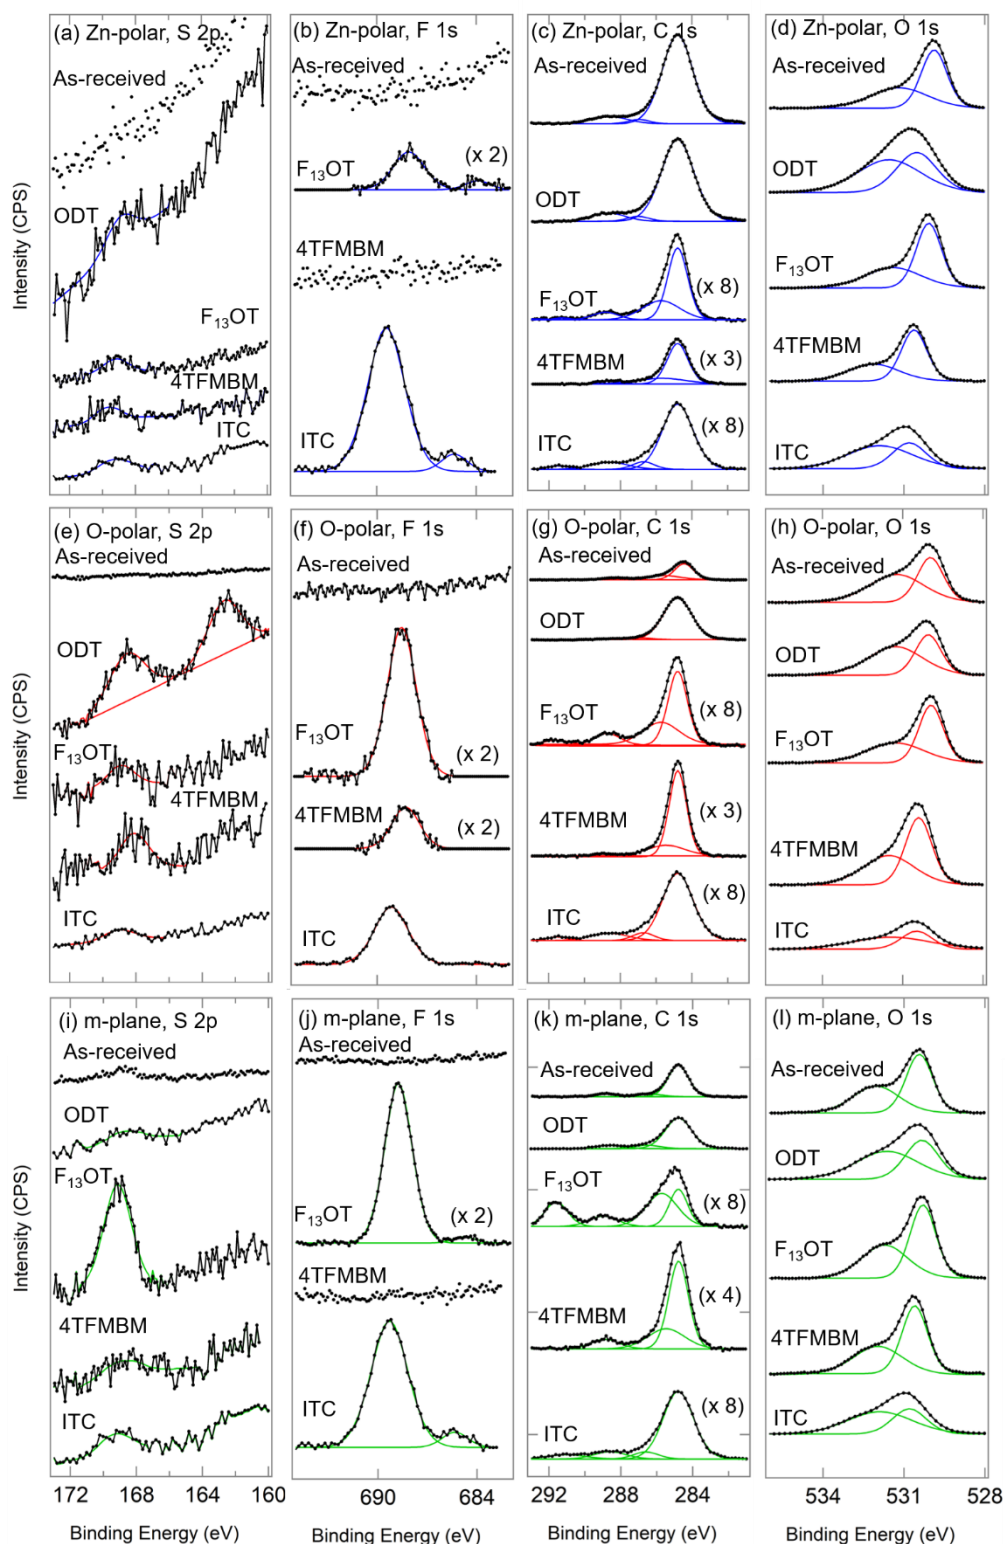 (a) Zn-polar, S 2p
As-received
ODT
F13OT
4TFMBM
ITC
(b) Zn-polar, F 1s
As-received
F13OT
(x 2)
4TFMBM
ITC
(c) Zn-polar, C 1s
As-received
ODT
F13OT
(x 8)
4TFMBM
(x 3)
ITC
(x 8)
(d) Zn-polar, O 1s
As-received
ODT
F13OT
4TFMBM
ITC
Intensity (CPS)
(e) O-polar, S 2p
As-received
ODT
F13OT
4TFMBM
ITC
(f) O-polar, F 1s
As-received
F13OT
(x 2)
4TFMBM
(x 2)
ITC
(g) O-polar, C 1s
As-received
ODT
F13OT
(x 8)
4TFMBM
(x 3)
ITC
(x 8)
(h) O-polar, O 1s
As-received
ODT
F13OT
4TFMBM
ITC
Intensity (CPS)
(i) m-plane, S 2p
As-received
ODT
F13OT
4TFMBM
ITC
(j) m-plane, F 1s
As-received
F13OT
(x 2)
4TFMBM
ITC
(k) m-plane, C 1s
As-received
ODT
F13OT
(x 8)
4TFMBM
(x 4)
ITC
(x 8)
(l) m-plane, O 1s
As-received
ODT
F13OT
4TFMBM
ITC
Intensity (CPS)
172 168 164 160
690 684
292 288 284
534 531 528
Binding Energy (eV)
Binding Energy (eV)
Binding Energy (eV)
Binding Energy (eV)